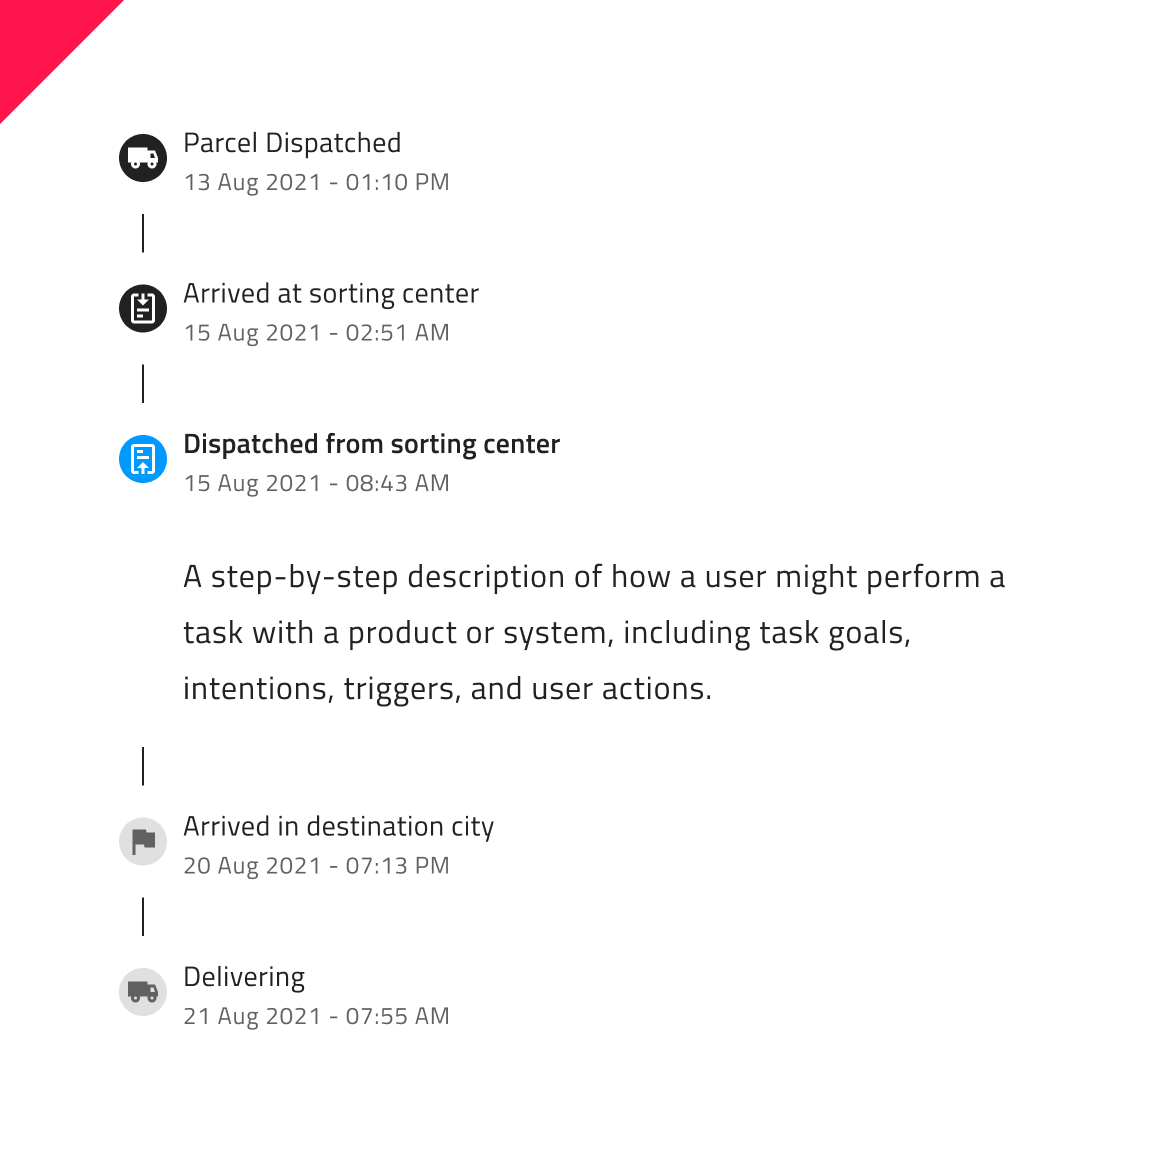 Parcel Dispatched
13 Aug 2021 - 01:10 PM
Arrived at sorting center
15 Aug 2021 - 02:51 AM
Dispatched from sorting center
15 Aug 2021 - 08:43 AM
A step-by-step description of how a user might perform a
task with a product or system, including task goals,
intentions, triggers, and user actions.
Arrived in destination city
20 Aug 2021 - 07:13 PM
Delivering
21 Aug 2021 - 07:55 AM